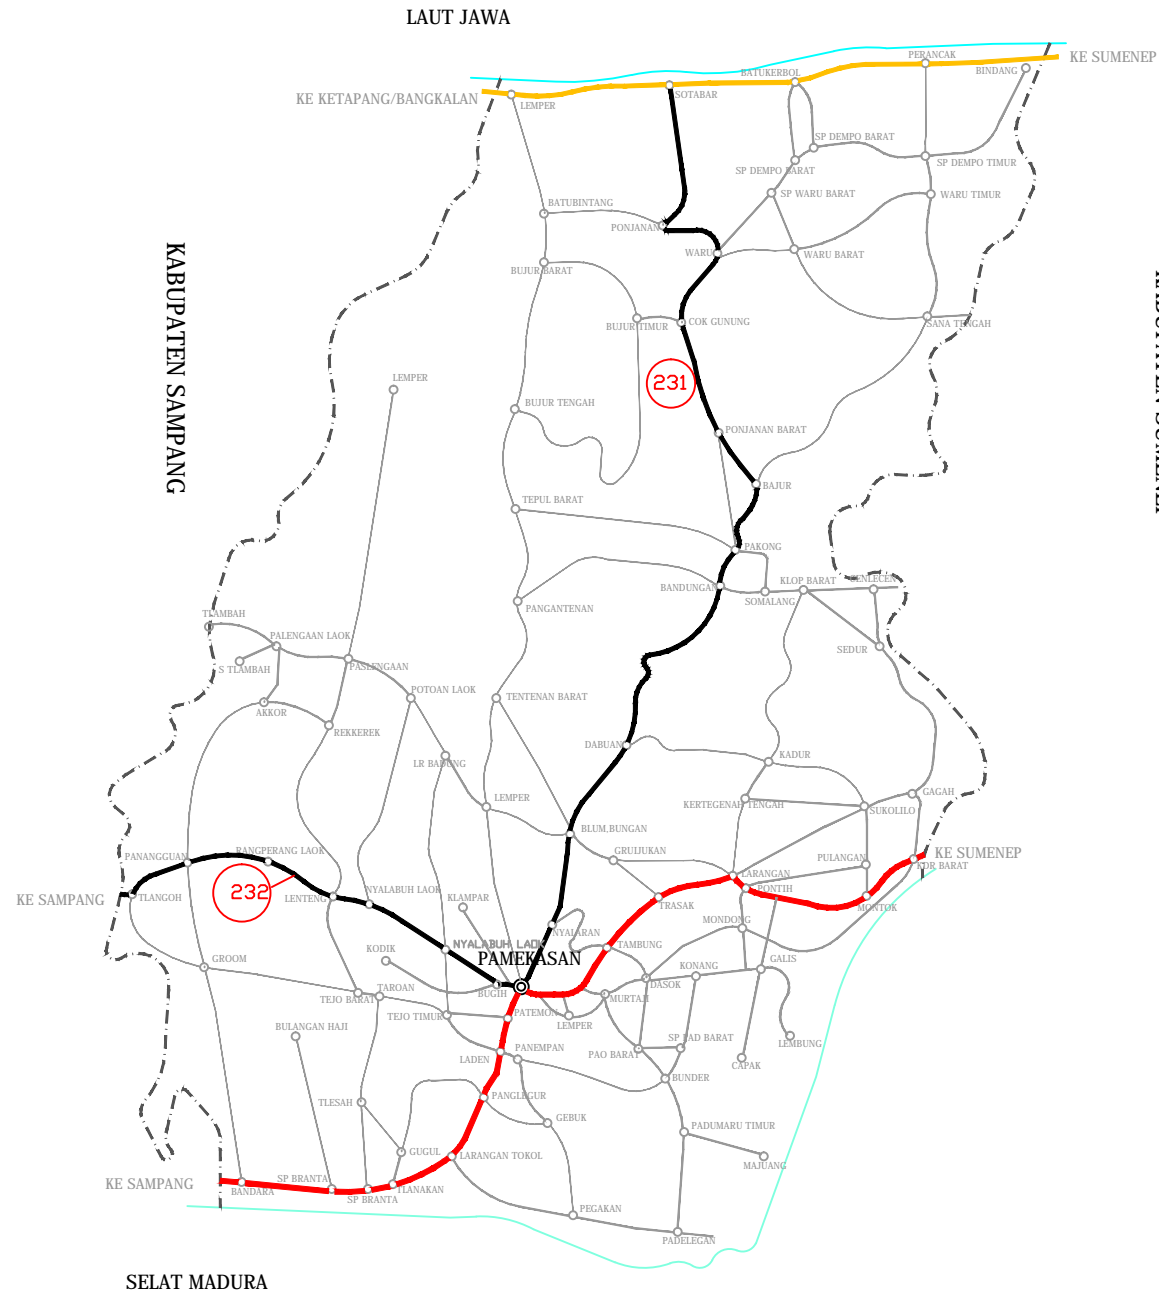 LAUT JAWA
KE SUMENEP
PERANCAK
BINDANG
BATUKERBOL
KE KETAPANG/BANGKALAN
LEMPER
SOTABAR
SP DEMPO BARAT
SP DEMPO TIMUR
SP DEMPO BARAT
SP WARU BARAT
WARU TIMUR
BATUBINTANG
PONJANAN
WARU
WARU BARAT
BUJUR BARAT
KABUPATEN SAMPANG
BUJUR TIMUR
COK GUNUNG
SANA TENGAH
LEMPER
231
BUJUR TENGAH
PONJANAN BARAT
BAJUR
TEPUL BARAT
PAKONG
BANDUNGAN
SOMALANG
KLOP BARAT
CENLECEN
PANGANTENAN
TLAMBAH
PALENGAAN LAOK
S TLAMBAH
PASLENGAAN
SEDUR
POTOAN LAOK
TENTENAN BARAT
AKKOR
REKKEREK
DABUAN
KADUR
LR BADUNG
LEMPER
KERTEGENAH TENGAH
SUKOLILO
GAGAH
BLUM,BUNGAN
PANANGGUAN
RANGPERANG LAOK
GRUIJUKAN
PULANGAN
KE SUMENEP
KDR BARAT
LARANGAN
PONTIH
KE SAMPANG
TLANGOH
232
LENTENG
NYALABUH LAOK
KLAMPAR
TRASAK
MONTOK
MONDONG
NYALARAN
NYALABUH LAOK
PAMEKASAN
TAMBUNG
KODIK
GROOM
KONANG
GALIS
DASOK
TEJO BARAT
TAROAN
BUGIH
MURTAJI
PATEMON
LEMPER
TEJO TIMUR
BULANGAN HAJI
LEMBUNG
SP PAD BARAT
PAO BARAT
PANEMPAN
LADEN
CAPAK
BUNDER
PANGLEGUR
TLESAH
GEBUK
PADUMARU TIMUR
GUGUL
LARANGAN TOKOL
MAJUANG
KE SAMPANG
BANDARA
SP BRANTA
SP BRANTA
TLANAKAN
PEGAKAN
PADELEGAN
SELAT MADURA